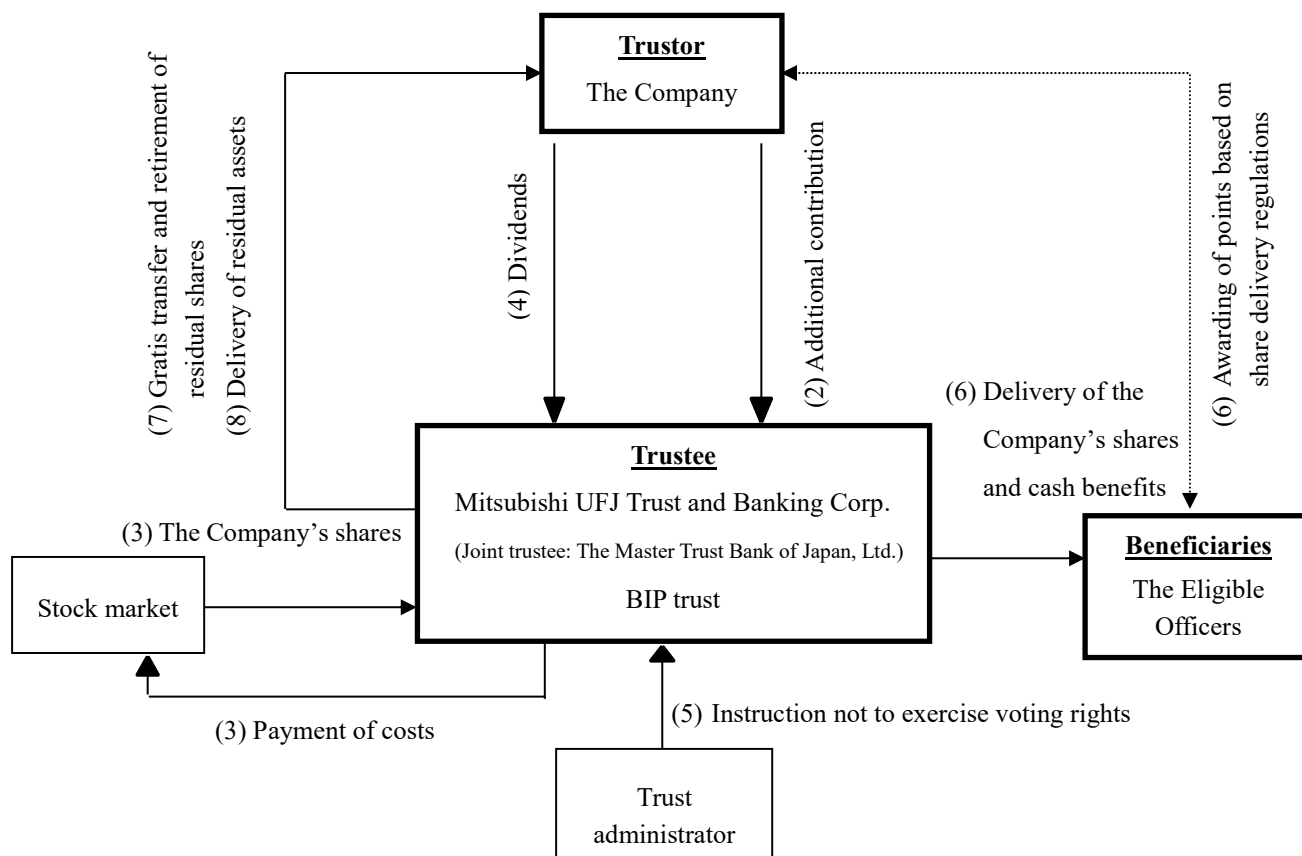 Trustor
The Company
(7) Gratis transfer and retirement of
residual shares
(8) Delivery of residual assets
(4) Dividends
(2) Additional contribution
(6) Awarding of points based on
share delivery regulations
(6) Delivery of the
Company’s shares
and cash benefits
Trustee
Mitsubishi UFJ Trust and Banking Corp.
(Joint trustee: The Master Trust Bank of Japan, Ltd.)
BIP trust
(3) The Company’s shares
Stock market
Beneficiaries
The Eligible
Officers
(3) Payment of costs
(5) Instruction not to exercise voting rights
Trust
administrator